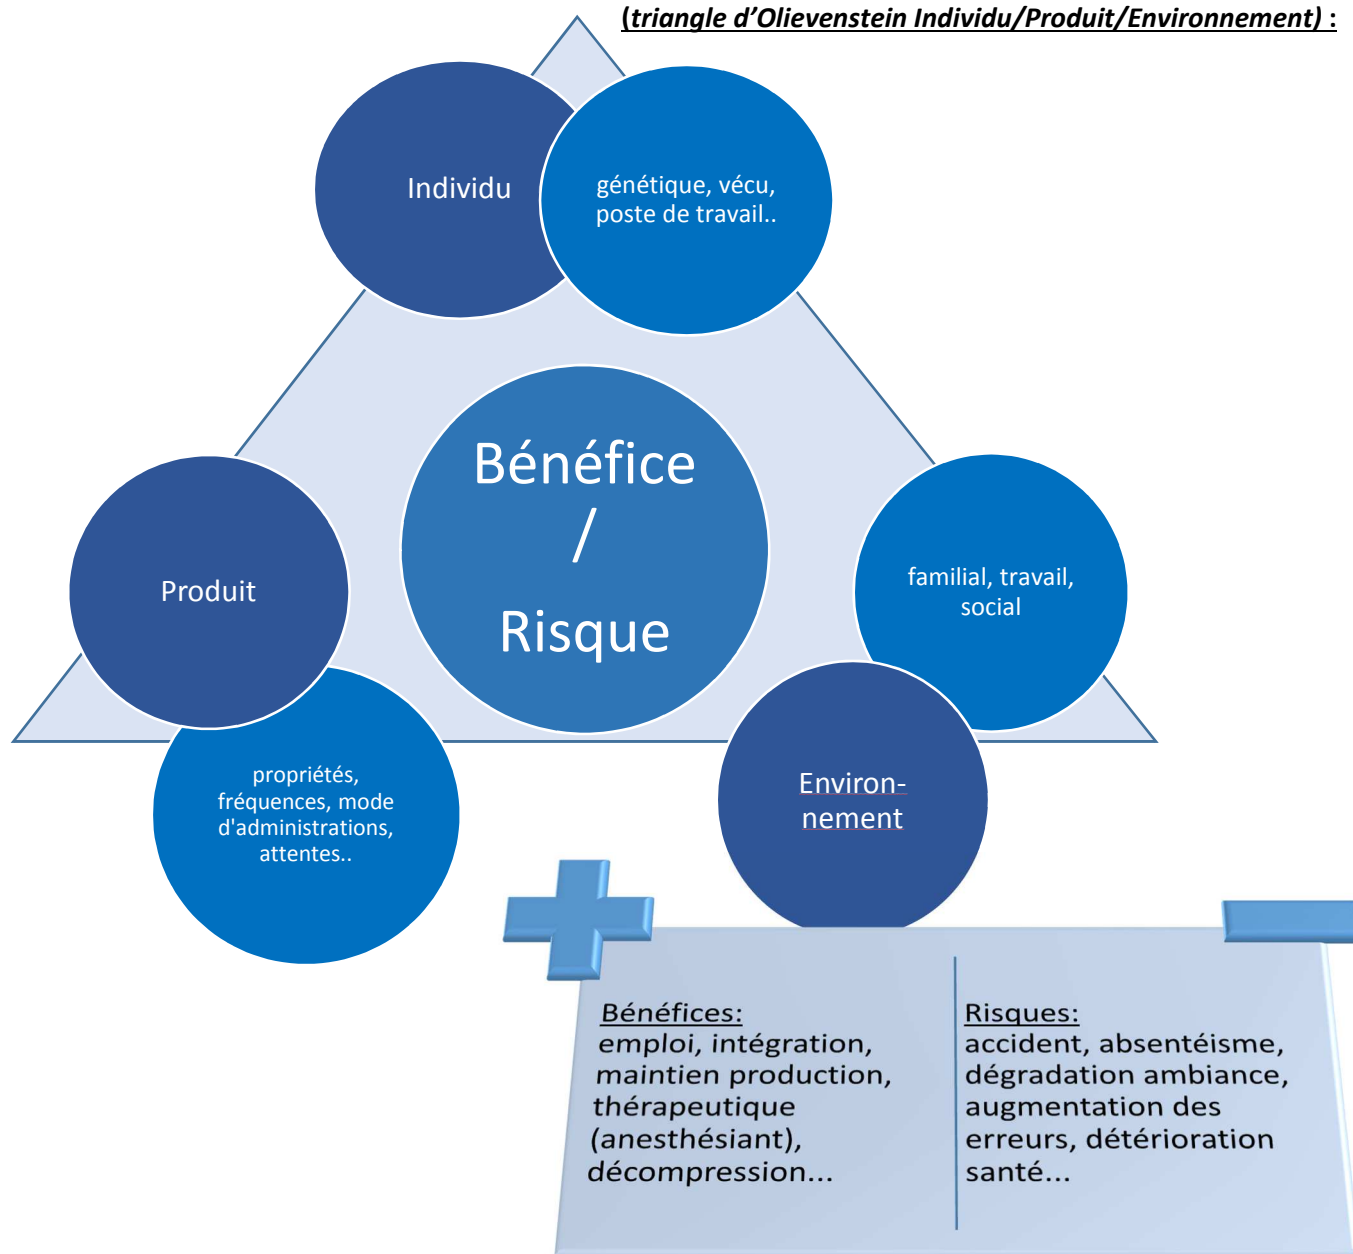 (triangle d’Olievenstein Individu/Produit/Environnement) :
Individu
génétique, vécu,
poste de travail..
Bénéfice
/
Risque
familial, travail,
social
Produit
propriétés,
fréquences, mode
d'administrations,
attentes..
Environ-
nement
Bénéfices:
emploi, intégration,
maintien production,
thérapeutique
(anesthésiant),
décompression...
Risques:
accident, absentéisme,
dégradation ambiance,
augmentation des
erreurs, détérioration
santé...